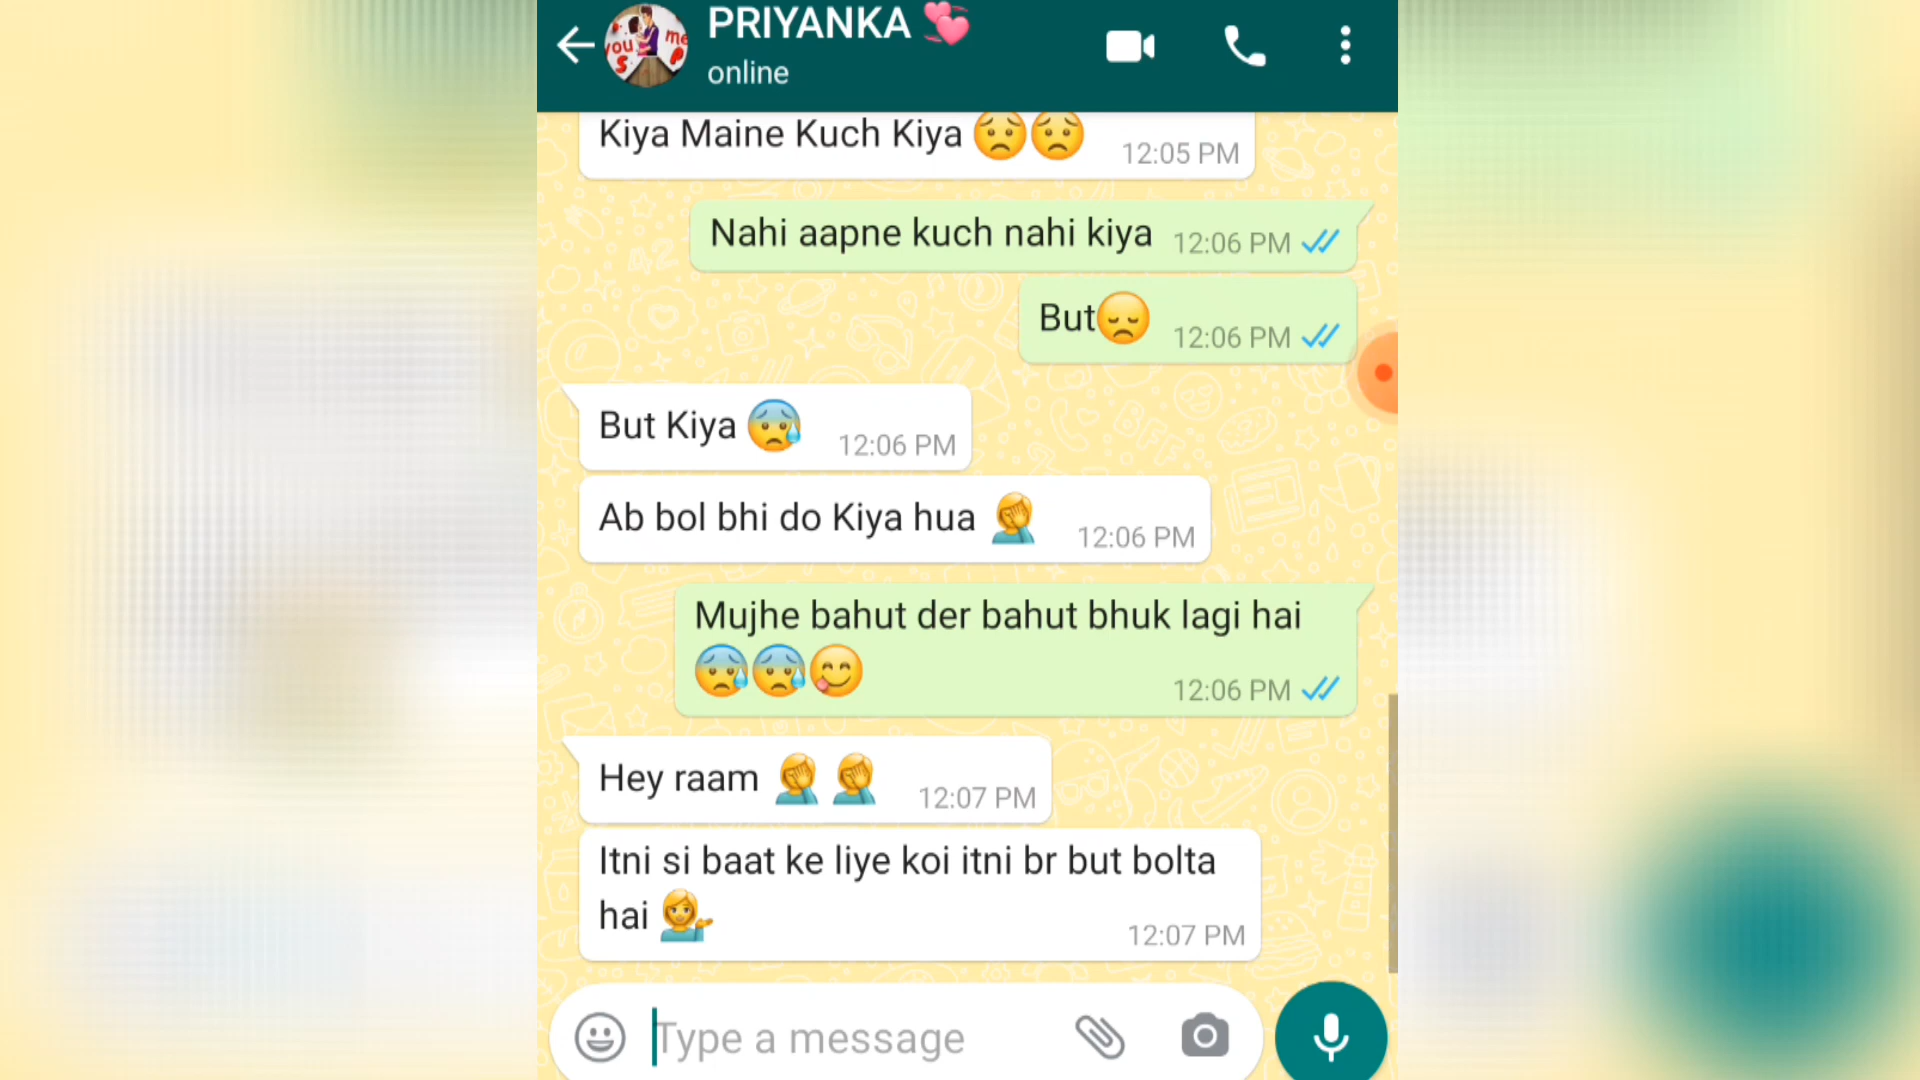 PRIYANKA 💞
online
you
me
S
P
Kiya Maine Kuch Kiya 😟😟 12:05 PM
Nahi aapne kuch nahi kiya 12:06 PM
But😞 12:06 PM
But Kiya 😰 12:06 PM
Ab bol bhi do Kiya hua 🤦 12:06 PM
Mujhe bahut der bahut bhuk lagi hai
😰😰😋 12:06 PM
Hey raam 🤦 🤦 12:07 PM
Itni si baat ke liye koi itni br but bolta
hai 💁 12:07 PM
Type a message